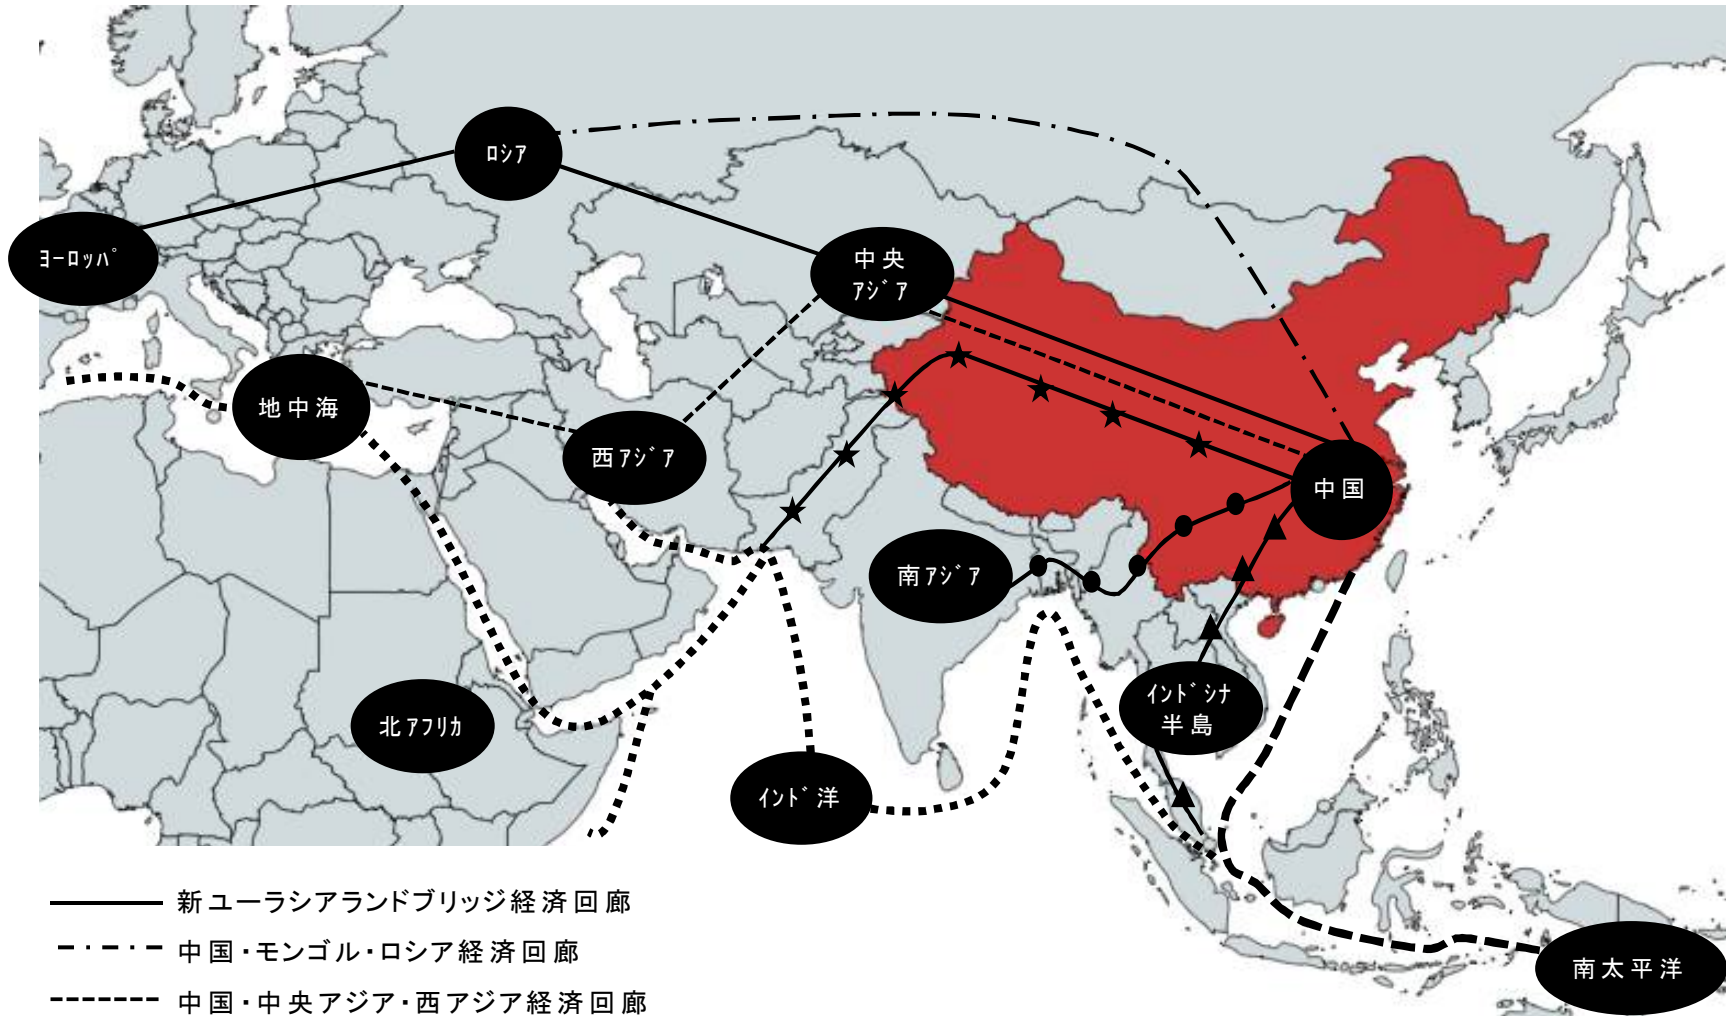 ロシア
ヨーロッパ
中央
アジア
地中海
西アジア
中国
南アジア
インドシナ
半島
北アフリカ
インド洋
南太平洋
新ユーラシアランドブリッジ経済回廊
中国・モンゴル・ロシア経済回廊
中国・中央アジア・西アジア経済回廊